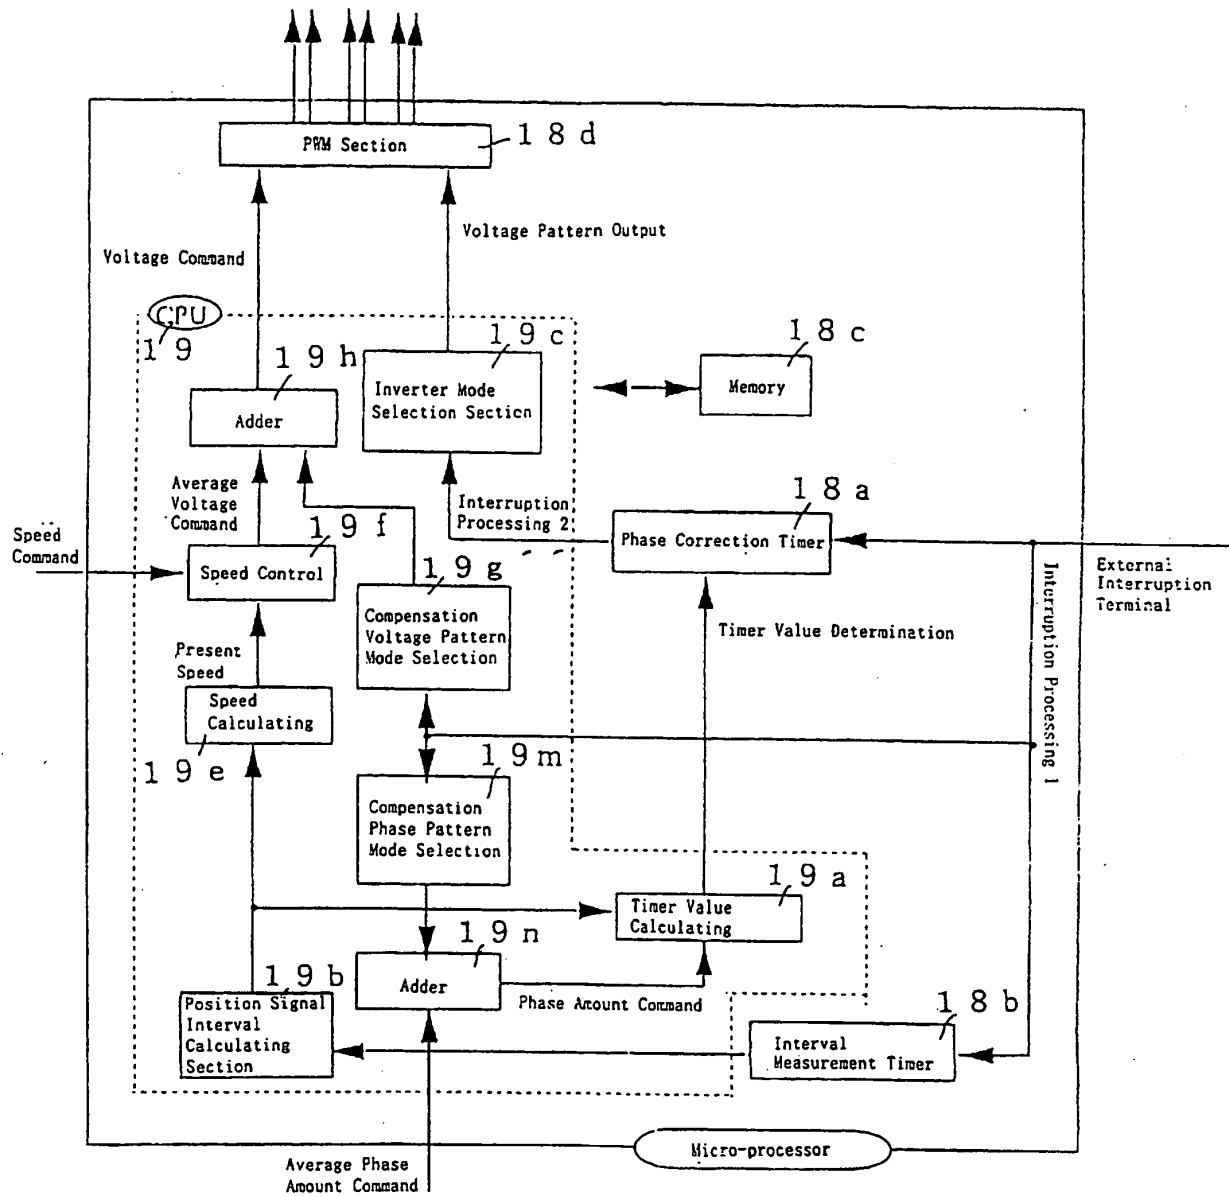 PWM Section
18d
Voltage Pattern Output
Voltage Command
CPU
19
19h
19c
18c
Inverter Mode
Selection Section
Memory
Adder
Average
Voltage
Command
Interruption
Processing 2
18a
Speed
Command
19f
Phase Correction Timer
Speed Control
19g
External
Interruption
Terminal
Interruption Processing 1
Compensation
Voltage Pattern
Mode Selection
Timer Value Determination
Present
Speed
Speed
Calculating
19e
19m
Compensation
Phase Pattern
Mode Selection
19a
Timer Value
Calculating
19n
Adder
Phase Amount Command
19b
Position Signal
Interval
Calculating
Section
18b
Interval
Measurement Timer
Micro-processor
Average Phase
Amount Command